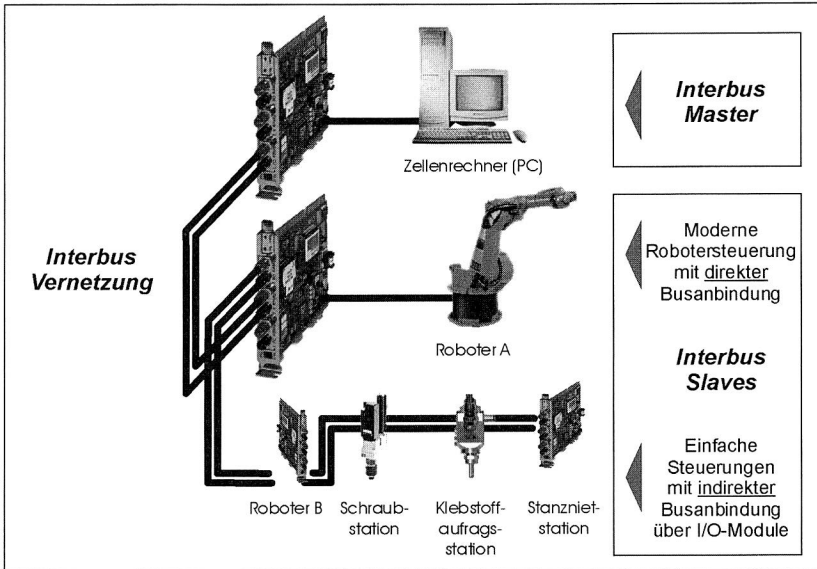 Interbus
Master
Zellenrechner (PC)
Interbus
Vernetzung
Moderne
Robotersteuerung
mit direkter
Busanbindung
Roboter A
Interbus
Slaves
Einfache
Steuerungen
mit indirekter
Busanbindung
über I/O-Module
Roboter B
Schraub-
station
Klebstoff-
aufrags-
station
Stanzniet-
station